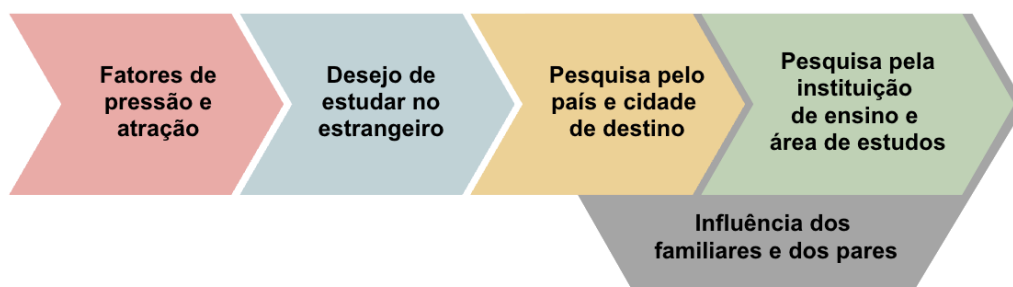 Fatores de
pressão e
atração
Desejo de
estudar no
estrangeiro
Pesquisa pelo
país e cidade
de destino
Pesquisa pela
instituição
de ensino e
área de estudos
Influência dos
familiares e dos pares